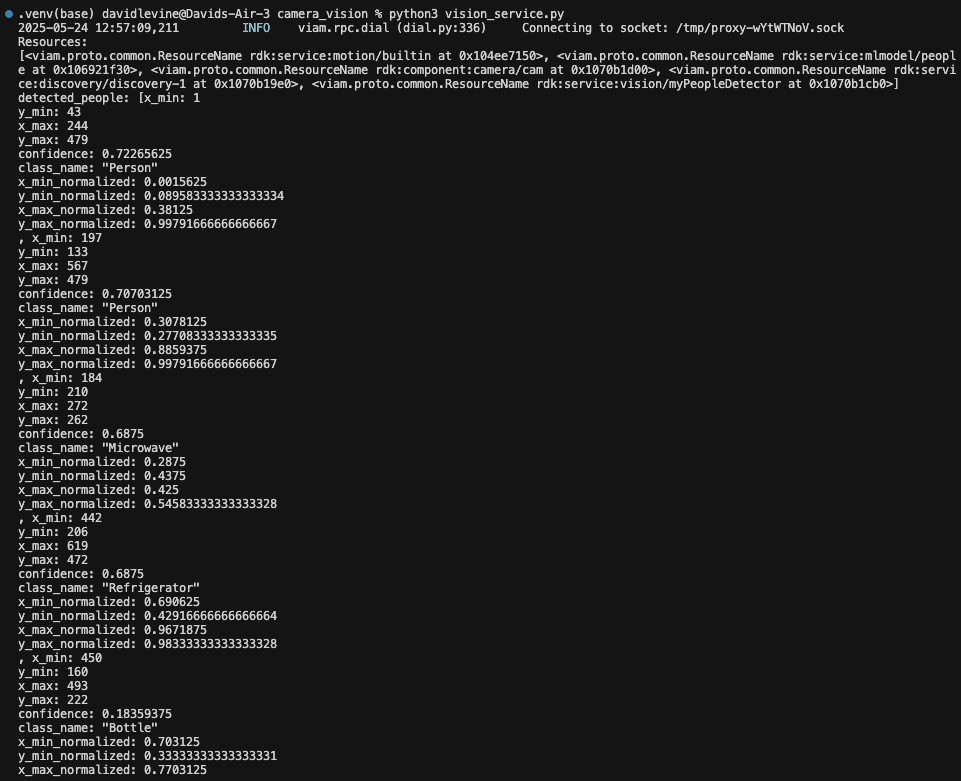 .venv(base) davidlevine@Davids-Air-3 camera_vision % python3 vision_service.py
2025-05-24 12:57:09,211 INFO viam.rpc.dial (dial.py:336) Connecting to socket: /tmp/proxy-wYtWTNoV.sock
Resources:
[<viam.proto.common.ResourceName rdk:service:motion/builtin at 0x104ee7150>, <viam.proto.common.ResourceName rdk:service:mlmodel/peopl
e at 0x106921f30>, <viam.proto.common.ResourceName rdk:component:camera/cam at 0x1070b1d00>, <viam.proto.common.ResourceName rdk:servi
ce:discovery/discovery-1 at 0x1070b19e0>, <viam.proto.common.ResourceName rdk:service:vision/myPeopleDetector at 0x1070b1cb0>]
detected_people: [x_min: 1
y_min: 43
x_max: 244
y_max: 479
confidence: 0.72265625
class_name: "Person"
x_min_normalized: 0.0015625
y_min_normalized: 0.089583333333333334
x_max_normalized: 0.38125
y_max_normalized: 0.99791666666666667
, x_min: 197
y_min: 133
x_max: 567
y_max: 479
confidence: 0.70703125
class_name: "Person"
x_min_normalized: 0.3078125
y_min_normalized: 0.27708333333333335
x_max_normalized: 0.8859375
y_max_normalized: 0.99791666666666667
, x_min: 184
y_min: 210
x_max: 272
y_max: 262
confidence: 0.6875
class_name: "Microwave"
x_min_normalized: 0.2875
y_min_normalized: 0.4375
x_max_normalized: 0.425
y_max_normalized: 0.54583333333333328
, x_min: 442
y_min: 206
x_max: 619
y_max: 472
confidence: 0.6875
class_name: "Refrigerator"
x_min_normalized: 0.690625
y_min_normalized: 0.42916666666666664
x_max_normalized: 0.9671875
y_max_normalized: 0.98333333333333328
, x_min: 450
y_min: 160
x_max: 493
y_max: 222
confidence: 0.18359375
class_name: "Bottle"
x_min_normalized: 0.703125
y_min_normalized: 0.33333333333333331
x_max_normalized: 0.7703125